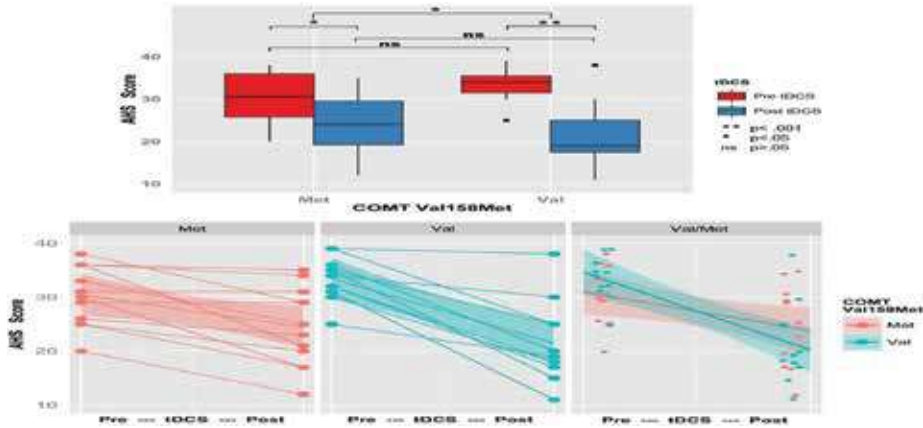 *
*
**
ns
ns
AHS Score
40
30
20
10
Met
Val
COMT Val158Met
tDCS
Pre tDCS
Post tDCS
** p< .001
* p<.05
ns p>.05
Met
Val
Val/Met
AHS Score
40
30
20
10
Pre --- tDCS --- Post
Pre --- tDCS --- Post
Pre --- tDCS --- Post
COMT
Val158Met
Met
Val